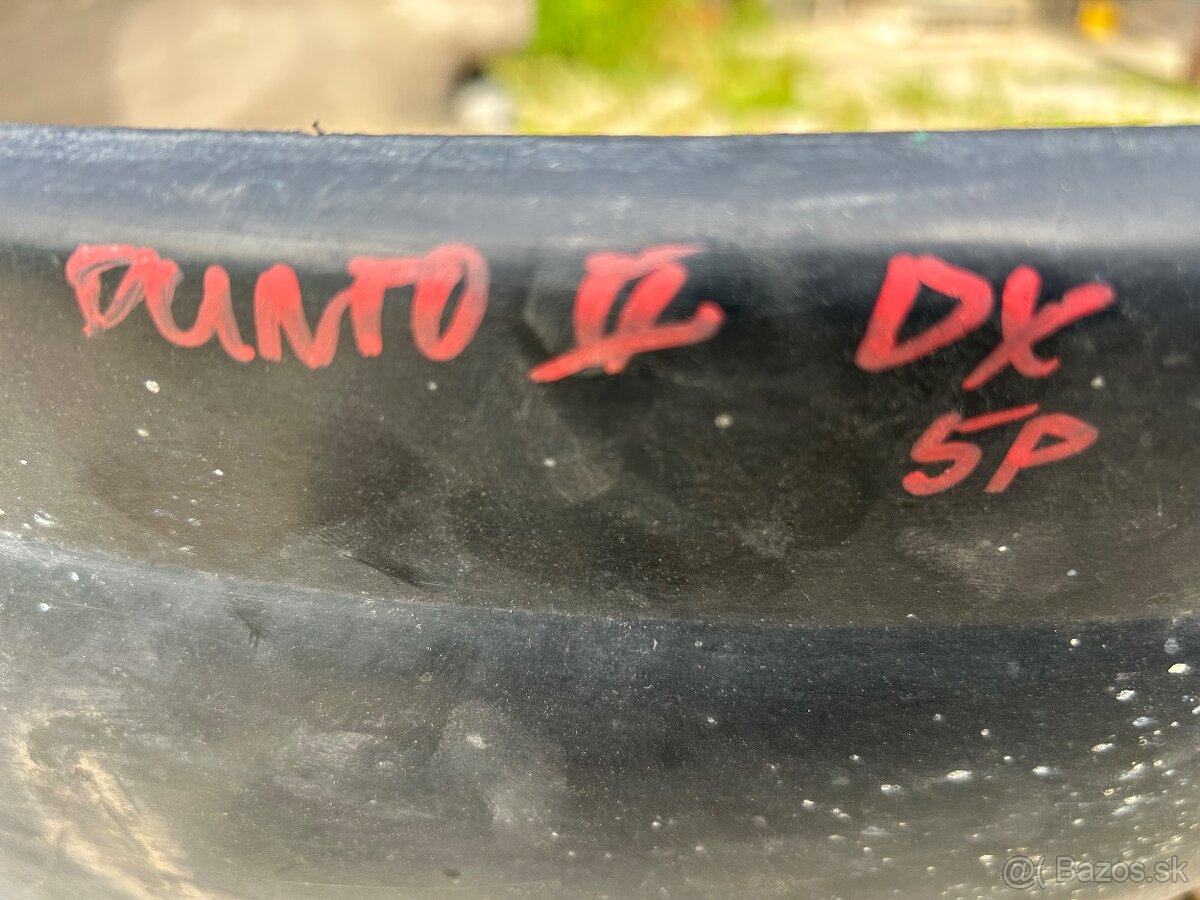 PUNTO II DX
5P
@( Bazos.sk